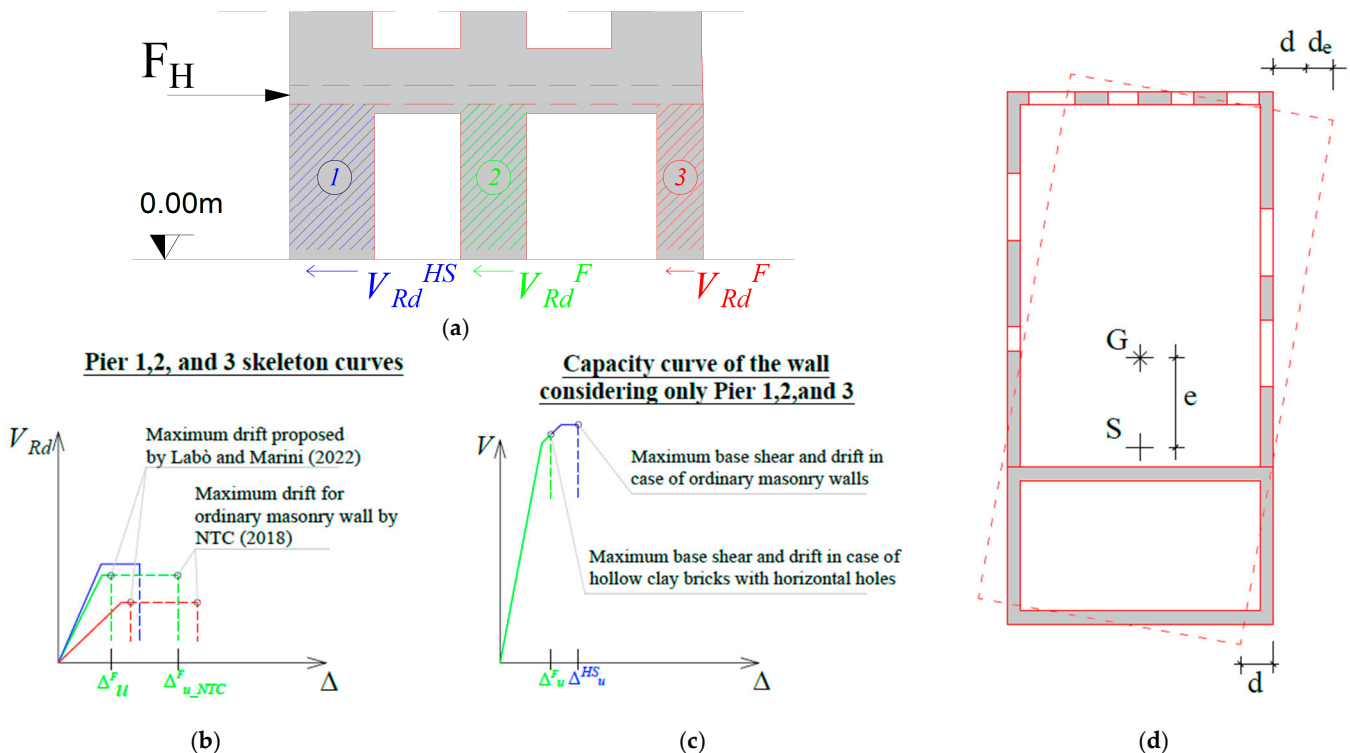 F_H
1
2
3
0.00m
V_Rd^HS
V_Rd^F
V_Rd^F
(a)
Pier 1,2, and 3 skeleton curves
V_Rd
Maximum drift proposed
by Labò and Marini (2022)
Maximum drift for
ordinary masonry wall by
NTC (2018)
Δ^F_u
Δ^F_u_NTC
Δ
(b)
Capacity curve of the wall
considering only Pier 1,2,and 3
V
Maximum base shear and drift in
case of ordinary masonry walls
Maximum base shear and drift in case of
hollow clay bricks with horizontal holes
Δ^F_u
Δ^HS_u
Δ
(c)
d
d_e
G
e
S
d
(d)